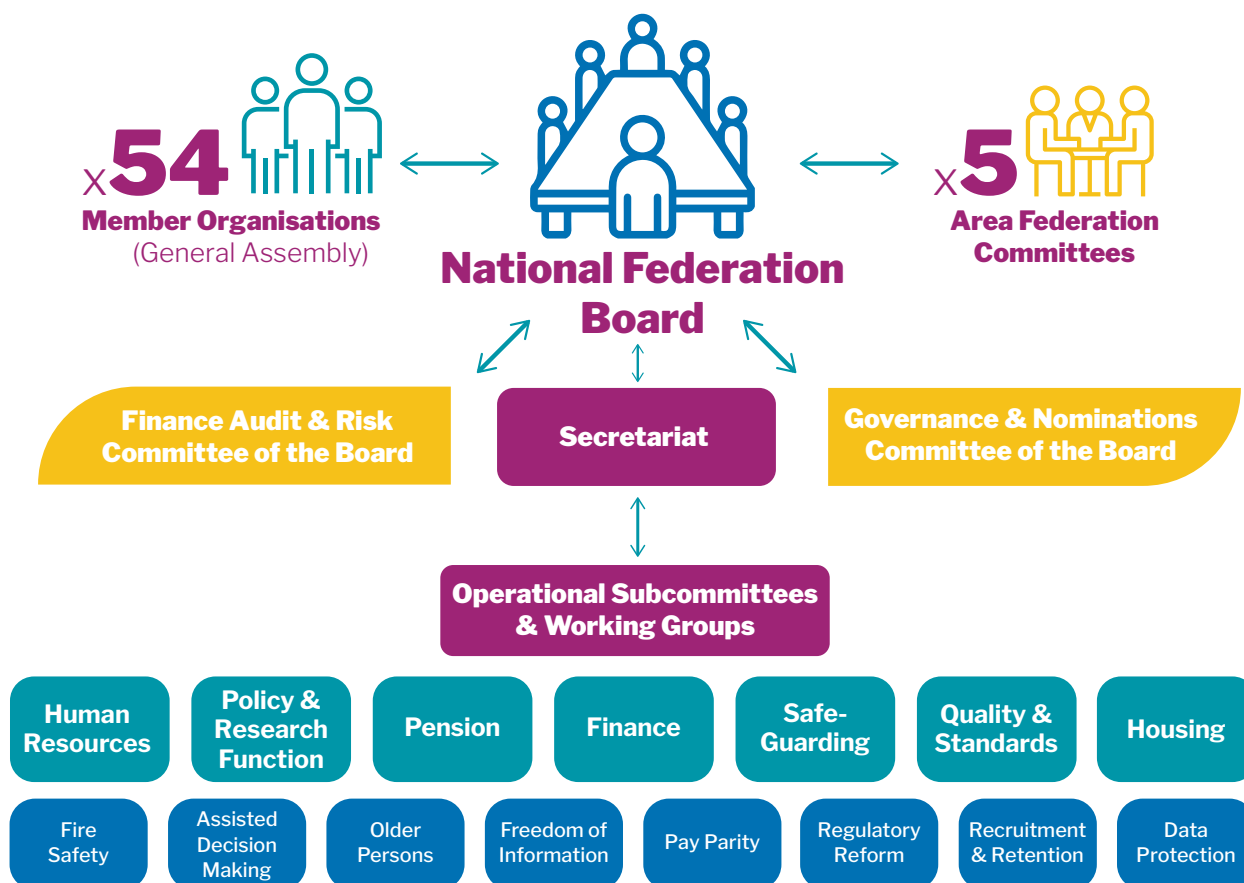 x54
Member Organisations
(General Assembly)
National Federation
Board
x5
Area Federation
Committees
Finance Audit & Risk
Committee of the Board
Secretariat
Governance & Nominations
Committee of the Board
Operational Subcommittees
& Working Groups
Human
Resources
Policy &
Research
Function
Pension
Finance
Safe-
Guarding
Quality &
Standards
Housing
Fire
Safety
Assisted
Decision
Making
Older
Persons
Freedom of
Information
Pay Parity
Regulatory
Reform
Recruitment
& Retention
Data
Protection